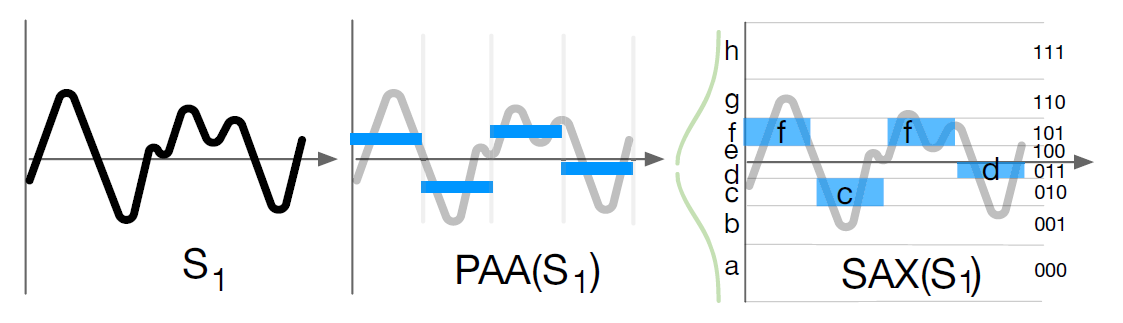 S1
PAA(S1)
h 111
g 110
f f f 101
e 100
d d 011
c c 010
b 001
a 000
SAX(S1)